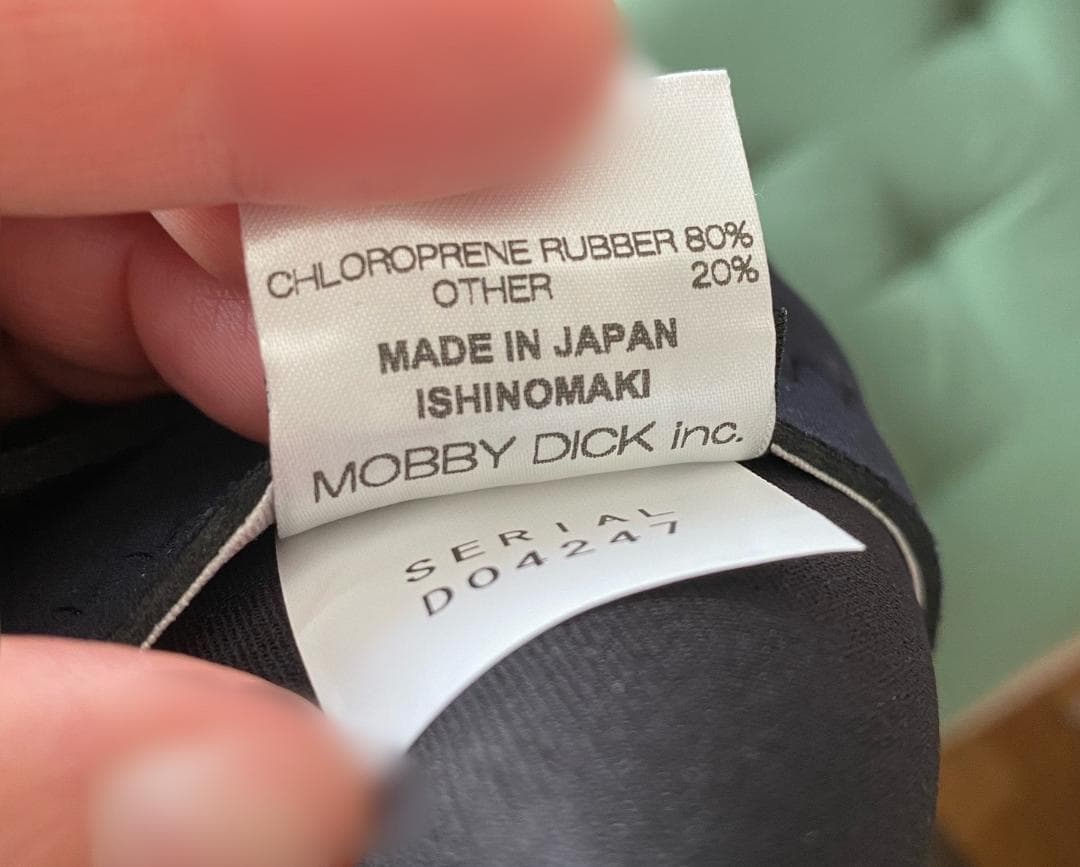 CHLOROPRENE RUBBER 80%
OTHER 20%
MADE IN JAPAN
ISHINOMAKI
MOBBY DICK inc.
SERIAL
D04247